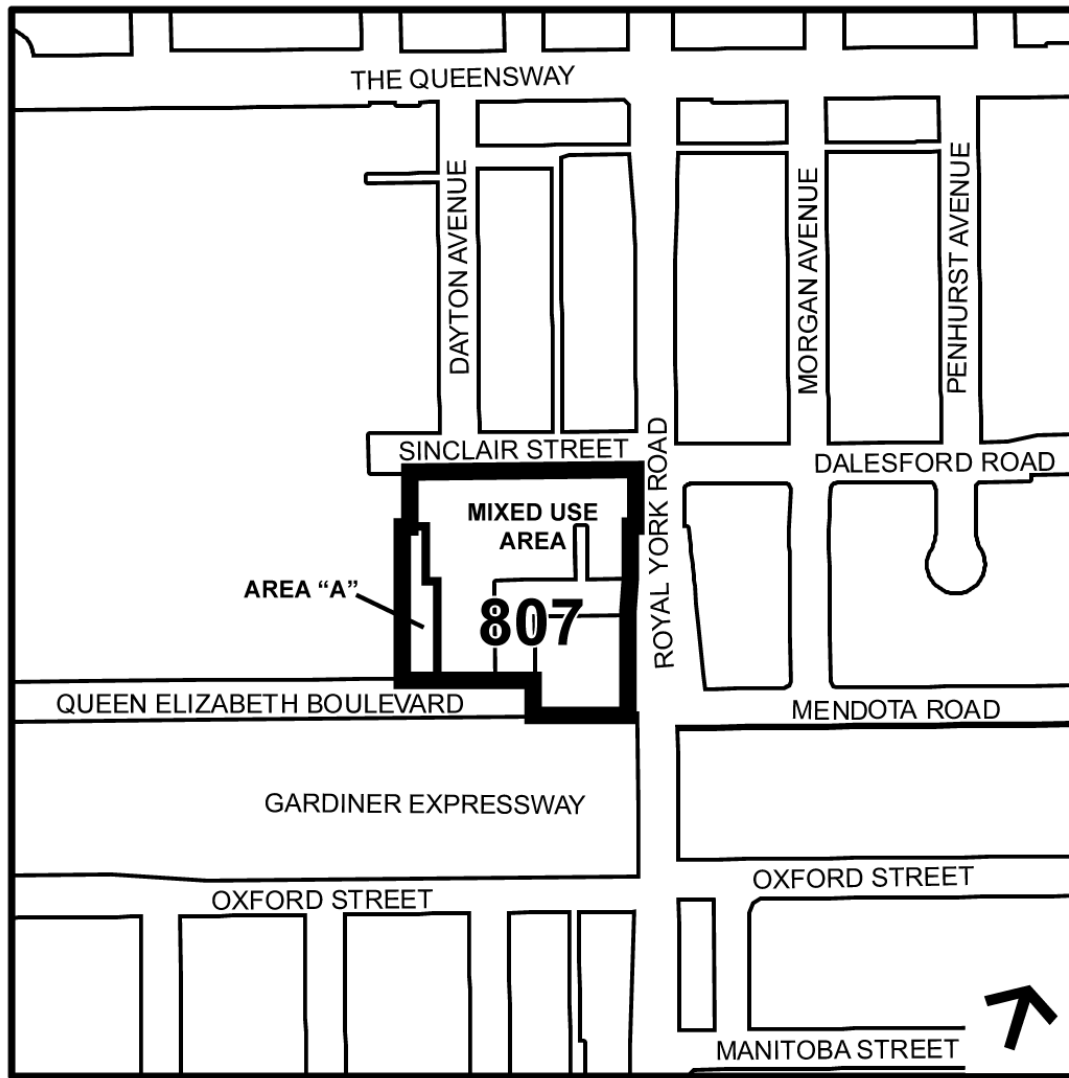 THE QUEENSWAY
DAYTON AVENUE
MORGAN AVENUE
PENHURST AVENUE
SINCLAIR STREET
ROYAL YORK ROAD
DALESFORD ROAD
MIXED USE
AREA
AREA “A”
807
QUEEN ELIZABETH BOULEVARD
MENDOTA ROAD
GARDINER EXPRESSWAY
OXFORD STREET
OXFORD STREET
MANITOBA STREET